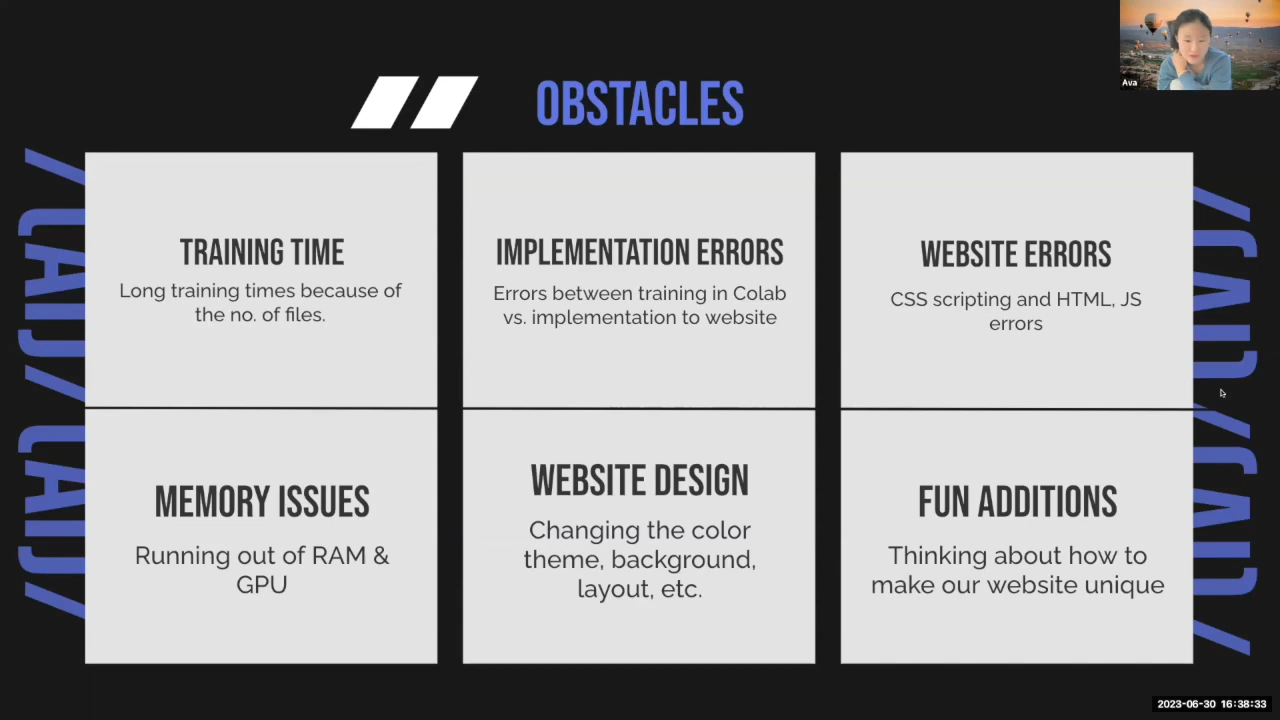 Ava
OBSTACLES
TRAINING TIME
Long training times because of
the no. of files.
IMPLEMENTATION ERRORS
Errors between training in Colab
vs. implementation to website
WEBSITE ERRORS
CSS scripting and HTML, JS
errors
MEMORY ISSUES
Running out of RAM &
GPU
WEBSITE DESIGN
Changing the color
theme, background,
layout, etc.
FUN ADDITIONS
Thinking about how to
make our website unique
2023-06-30 16:38:33